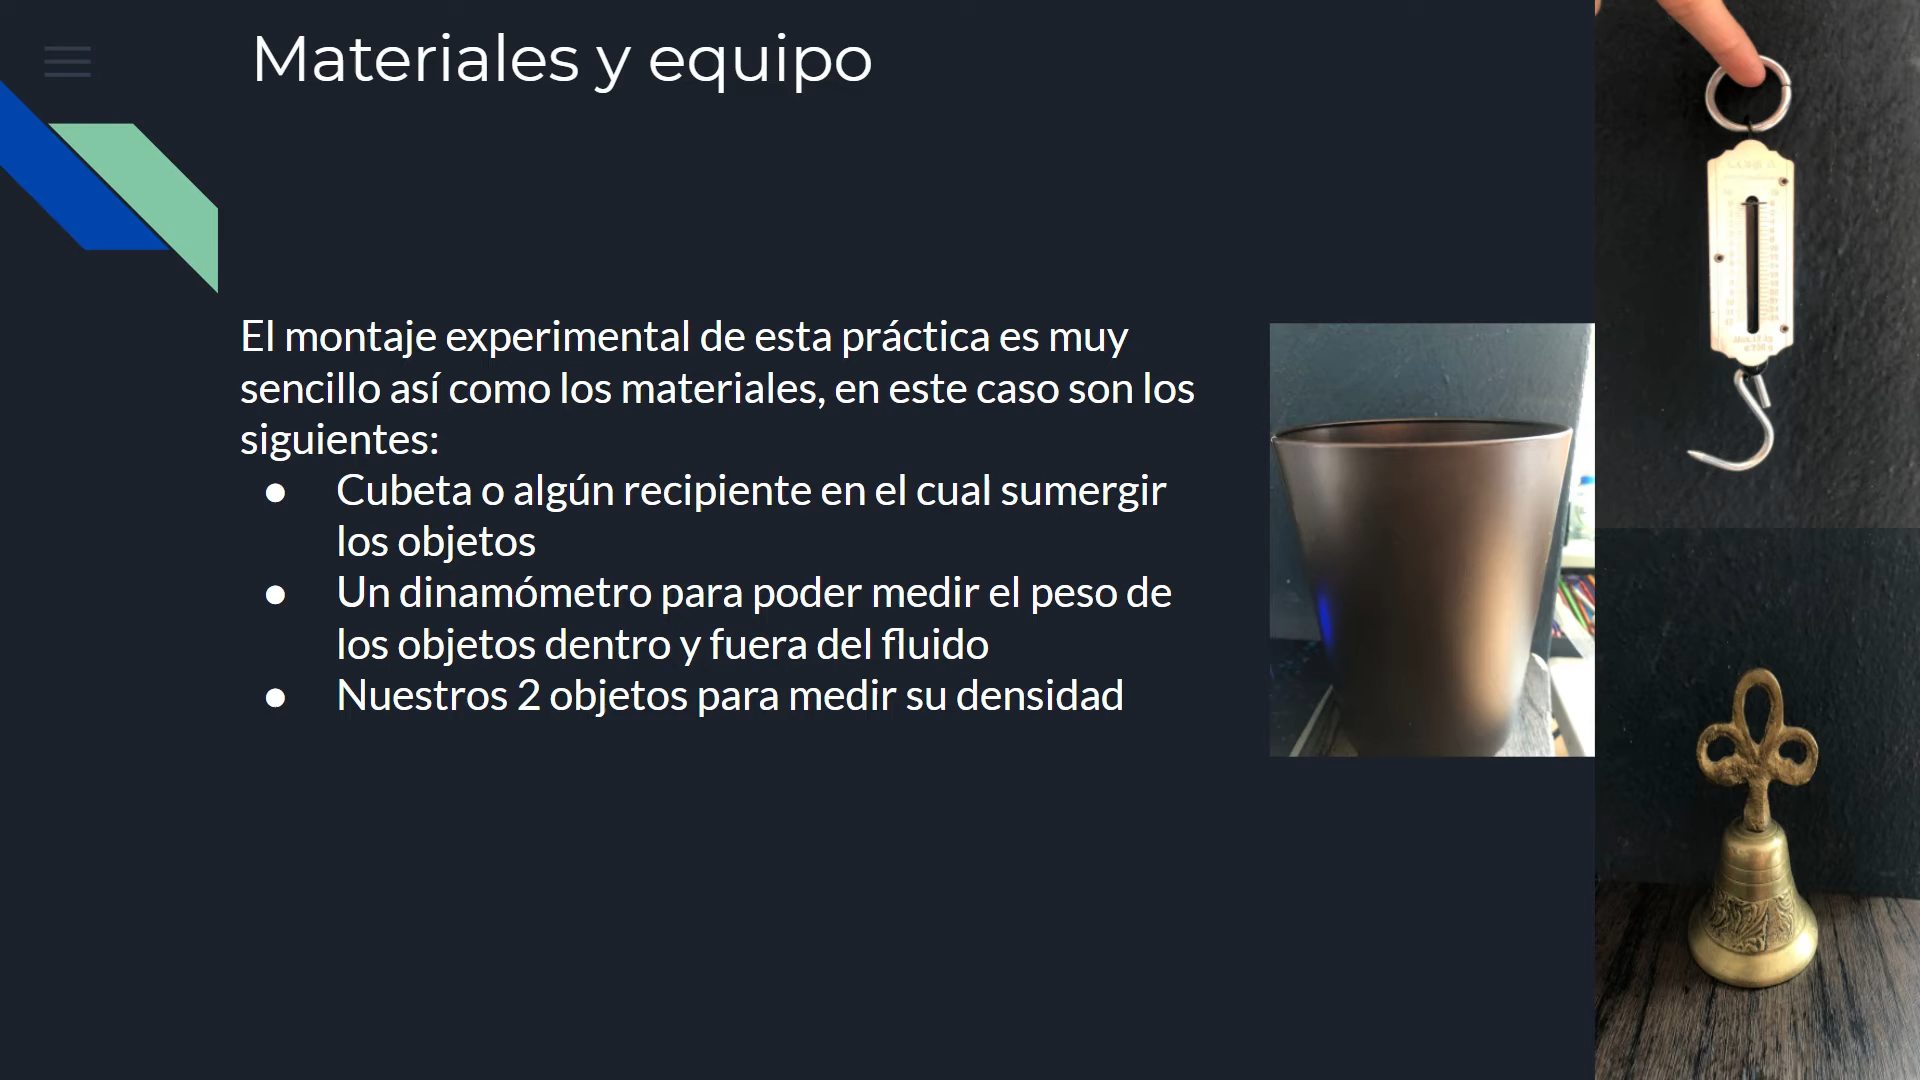 Materiales y equipo
El montaje experimental de esta práctica es muy
sencillo así como los materiales, en este caso son los
siguientes:
● Cubeta o algún recipiente en el cual sumergir
los objetos
● Un dinamómetro para poder medir el peso de
los objetos dentro y fuera del fluido
● Nuestros 2 objetos para medir su densidad